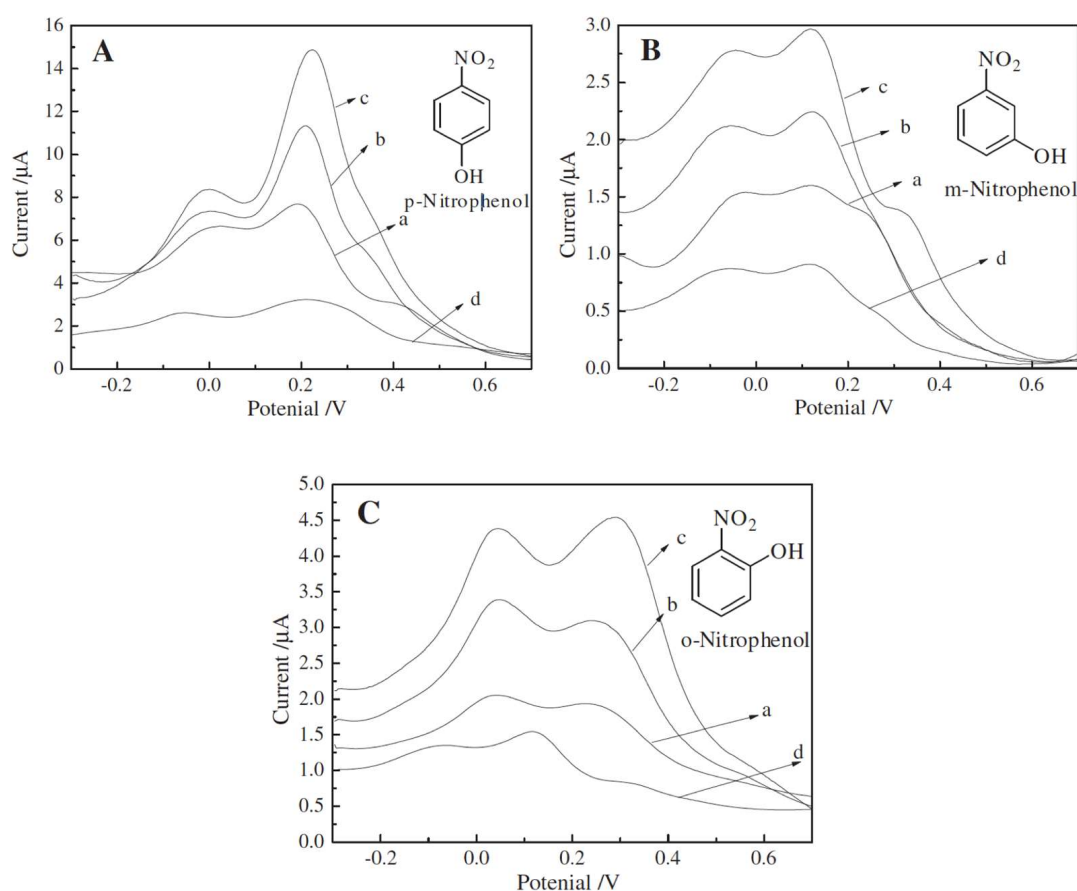 A
NO2
OH
p-Nitrophenol
c
b
a
d
16
14
12
10
8
6
4
2
0
Current /μA
-0.2
0.0
0.2
0.4
0.6
Potenial /V
B
NO2
OH
m-Nitrophenol
c
b
a
d
3.0
2.5
2.0
1.5
1.0
0.5
0.0
Current /μA
-0.2
0.0
0.2
0.4
0.6
Potenial /V
C
NO2
OH
o-Nitrophenol
c
b
a
d
5.0
4.5
4.0
3.5
3.0
2.5
2.0
1.5
1.0
0.5
0.0
Current /μA
-0.2
0.0
0.2
0.4
0.6
Potenial /V